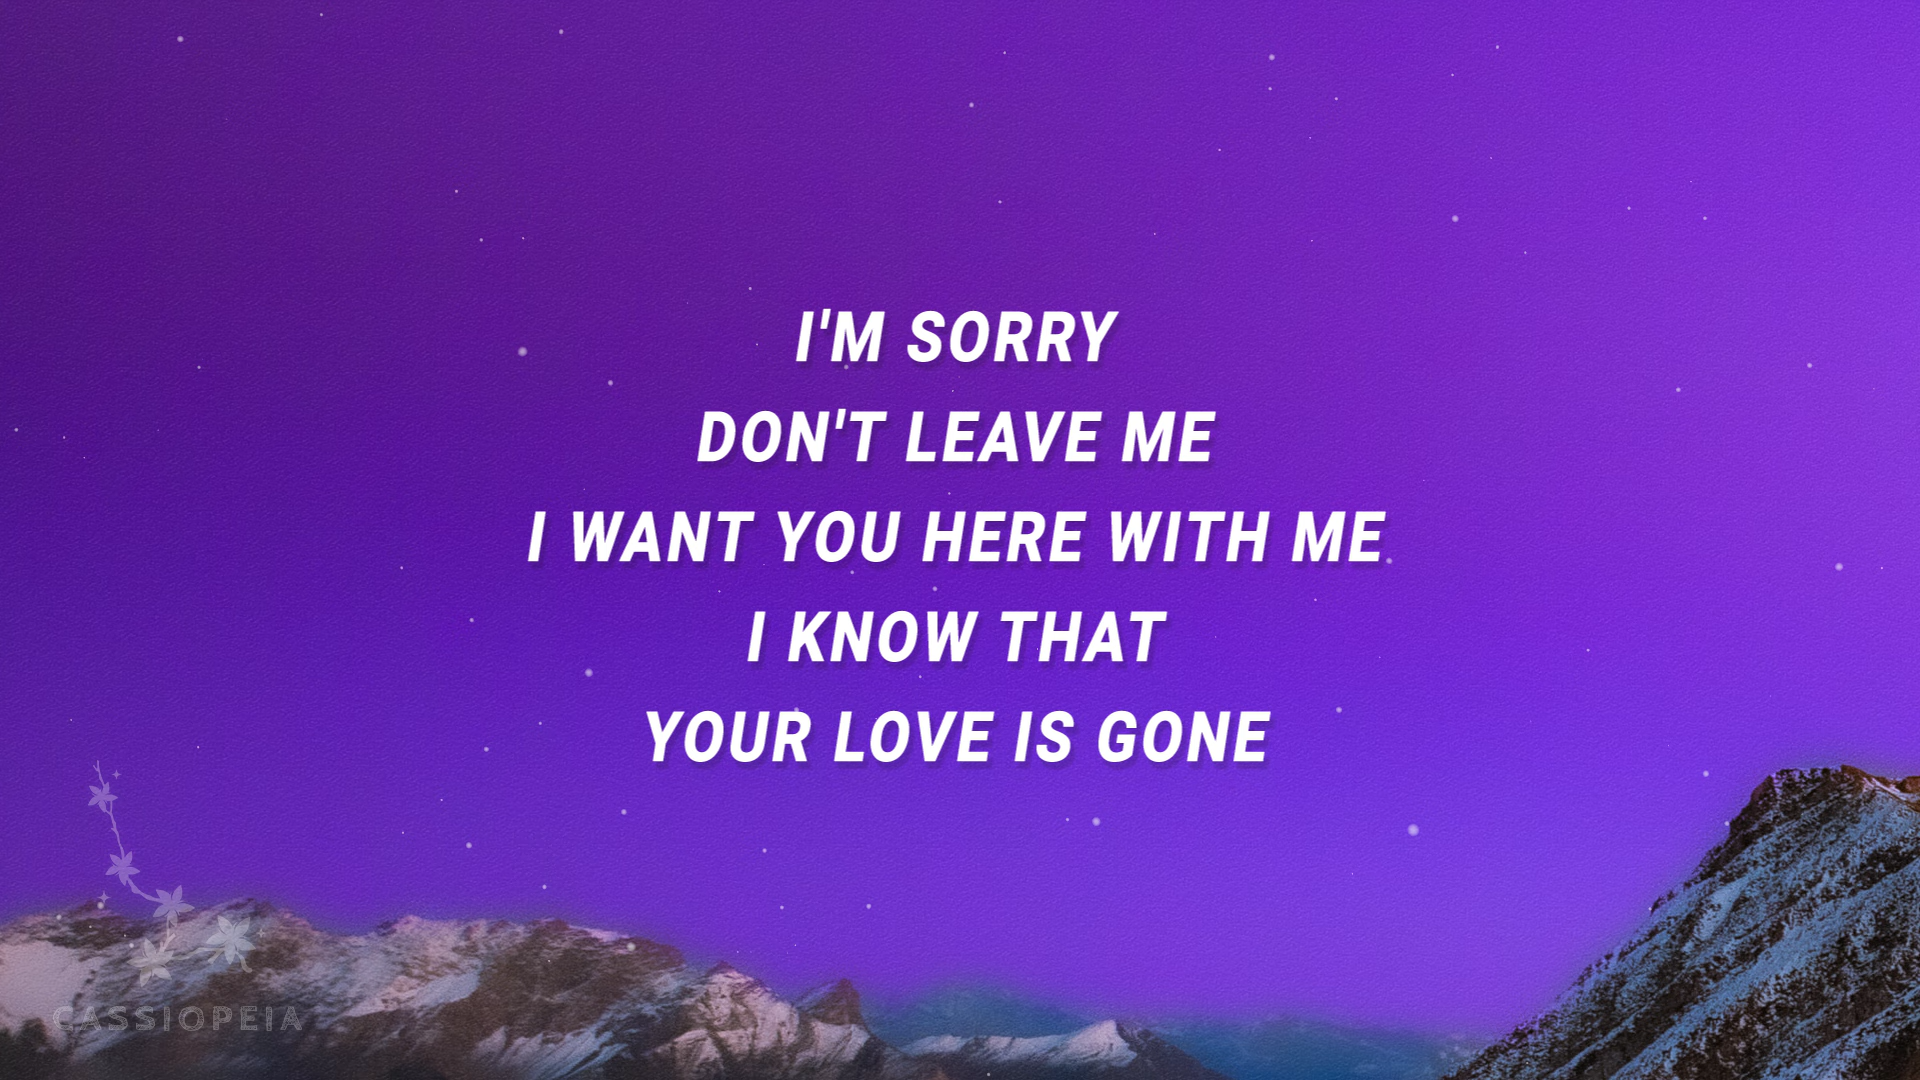 I'M SORRY
DON'T LEAVE ME
I WANT YOU HERE WITH ME
I KNOW THAT
YOUR LOVE IS GONE
CASSIOPEIA